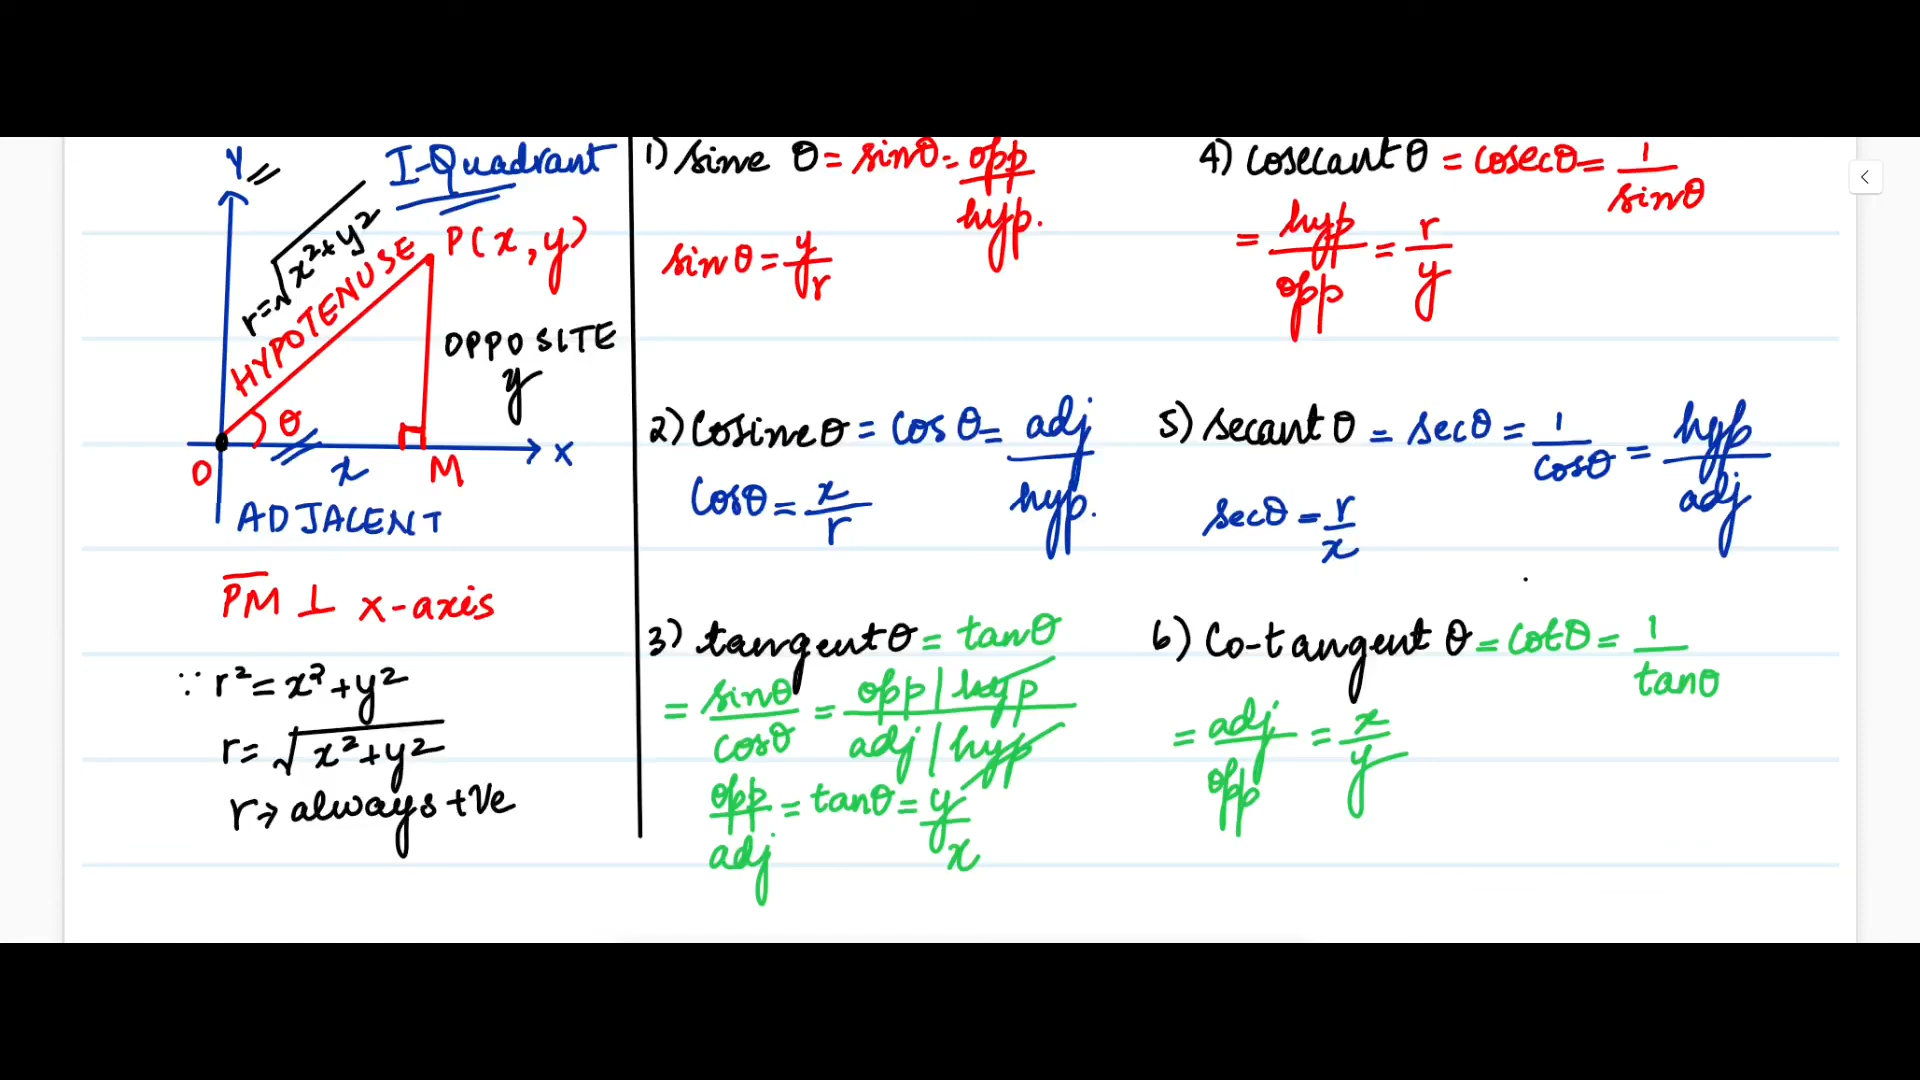 Y
I-Quadrant
r=√x²+y²
HYPOTENUSE
P(x,y)
OPPOSITE
y
θ
O
x
M
X
ADJACENT
PM ⊥ x-axis
∵ r²=x²+y²
r=√x²+y²
r→always +ve
1) sine θ = sinθ = opp/hyp.
sinθ = y/r
2) Cosine θ = cosθ = adj/hyp.
Cosθ = x/r
3) tangent θ = tanθ
= sinθ/cosθ = opp/hyp / adj/hyp
opp/adj = tanθ = y/x
4) cosecant θ = cosecθ = 1/sinθ
= hyp/opp = r/y
5) secant θ = secθ = 1/cosθ = hyp/adj
secθ = r/x
6) Co-tangent θ = cotθ = 1/tanθ
= adj/opp = x/y